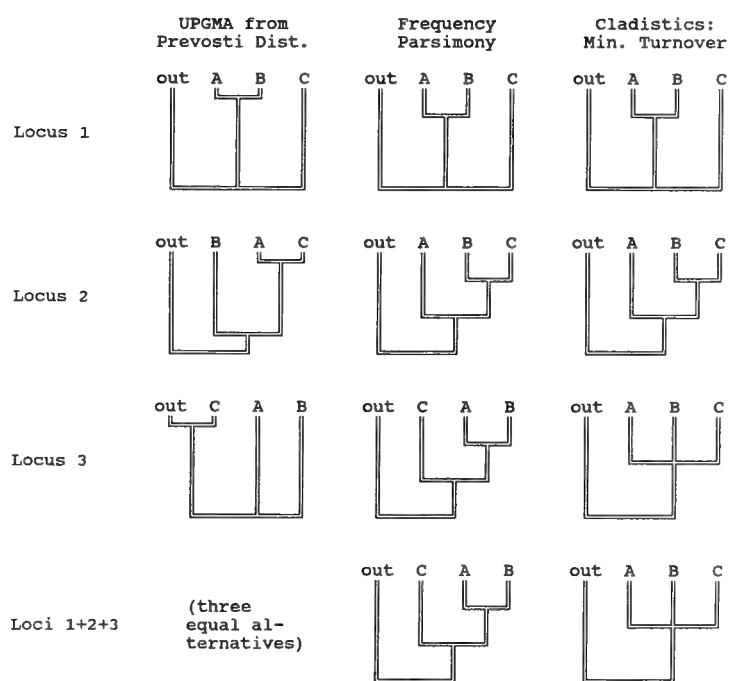 UPGMA from Frequency Cladistics:
Prevosti Dist. Parsimony Min. Turnover
out A B C out A B C out A B C
Locus 1
out B A C out A B C out A B C
Locus 2
out C A B out C A B out A B C
Locus 3
out C A B out A B C
Loci 1+2+3
(three
equal al-
ternatives)